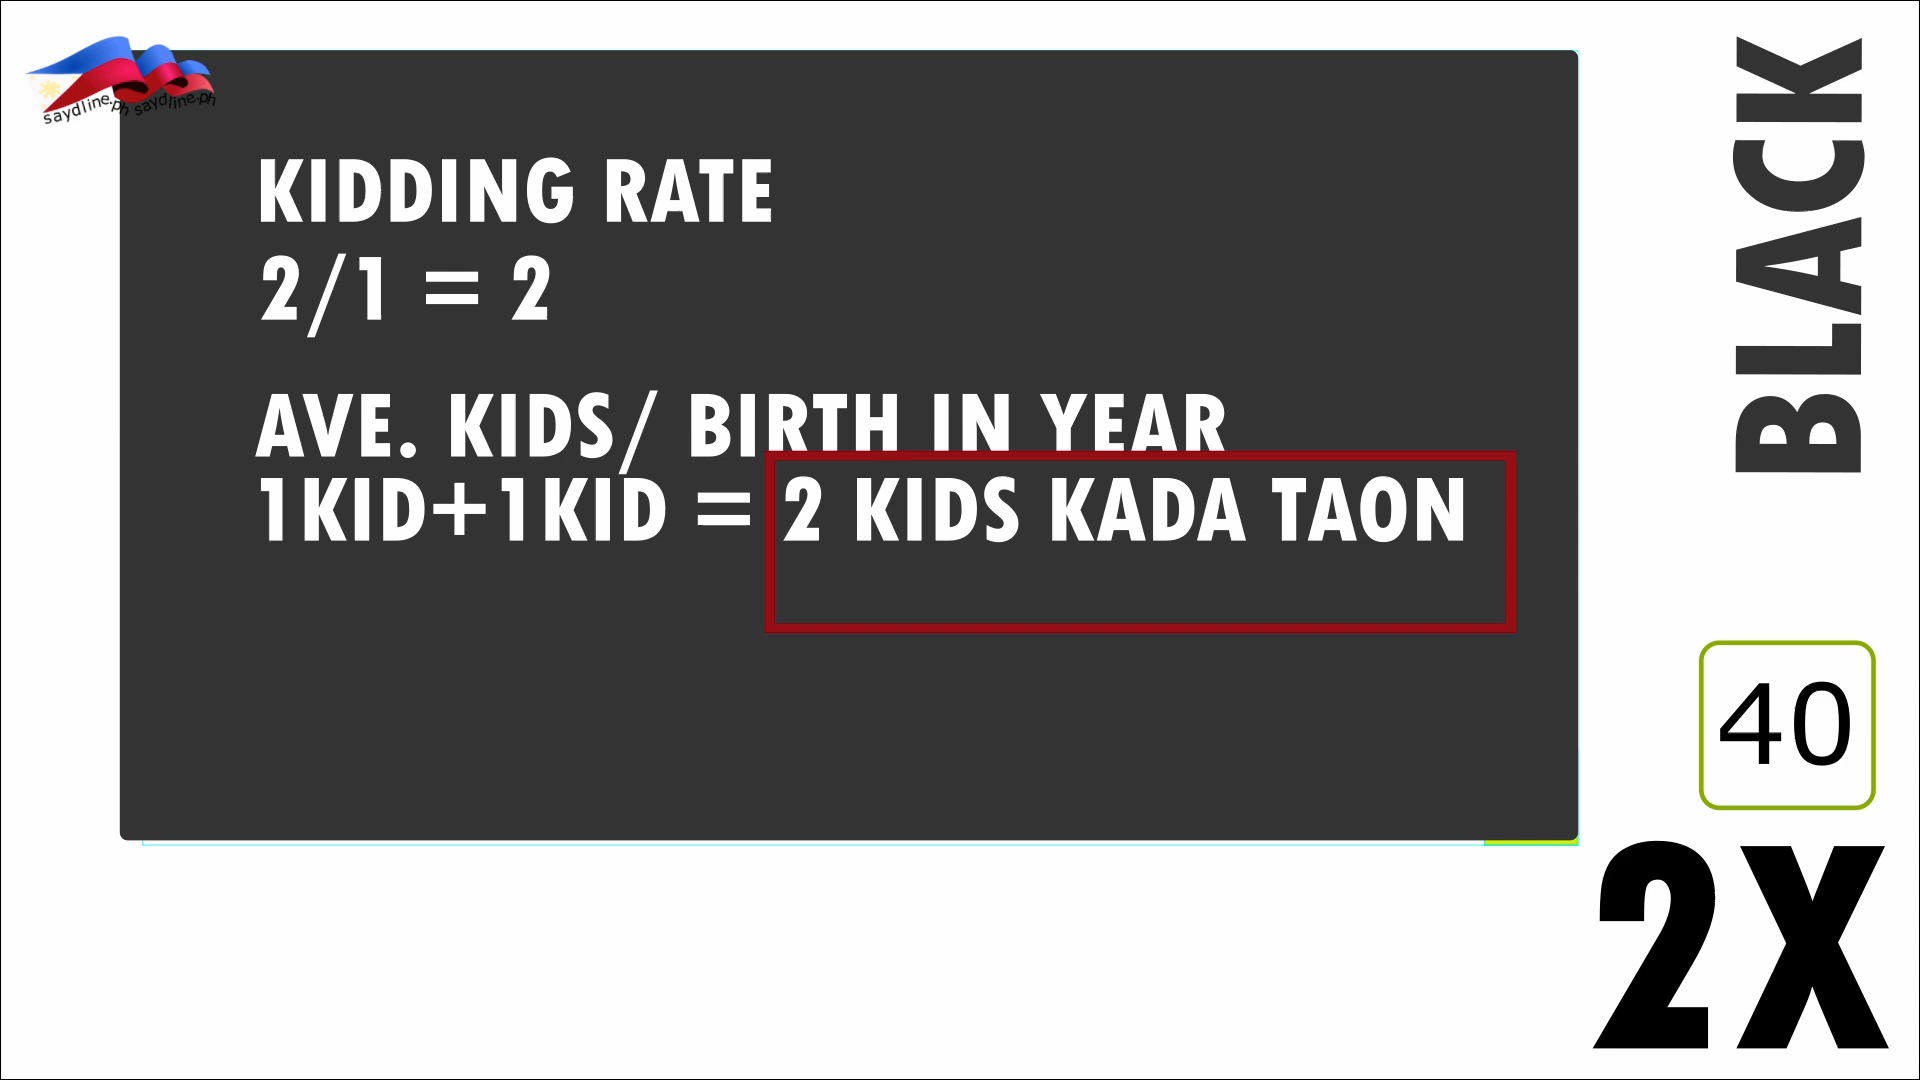 saydline.ph saydline.ph
KIDDING RATE
2/1 = 2
AVE. KIDS/ BIRTH IN YEAR
1KID+1KID = 2 KIDS KADA TAON
BLACK
40
2X